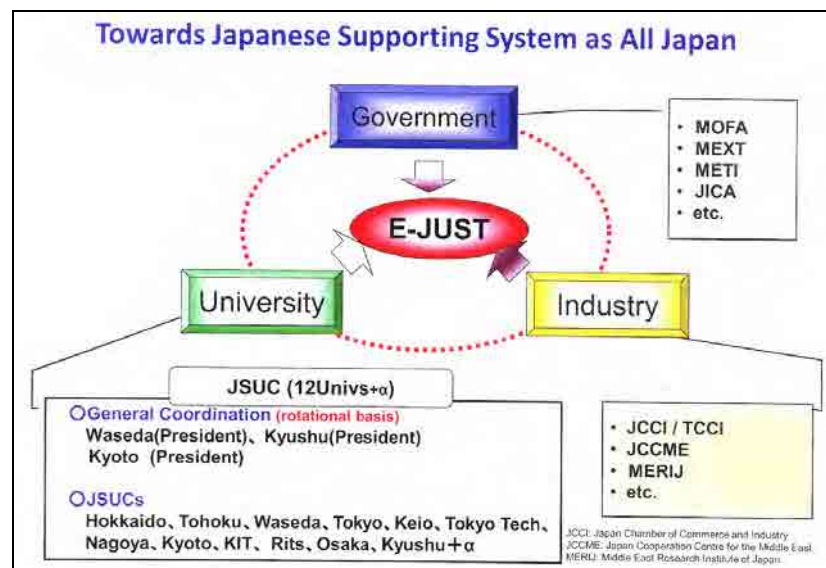 Towards Japanese Supporting System as All Japan
Government
・ MOFA
・ MEXT
・ METI
・ JICA
・ etc.
E-JUST
University
Industry
JSUC (12Univs+α)
○General Coordination (rotational basis)
Waseda(President)、Kyushu(President)
Kyoto (President)
○JSUCs
Hokkaido、Tohoku、Waseda、Tokyo、Keio、Tokyo Tech、
Nagoya、Kyoto、KIT、Rits、Osaka、Kyushu＋α
・ JCCI / TCCI
・ JCCME
・ MERIJ
・ etc.
JCCI: Japan Chamber of Commerce and Industry
JCCME: Japan Cooperation Centre for the Middle East
MERIJ: Middle East Research Institute of Japan